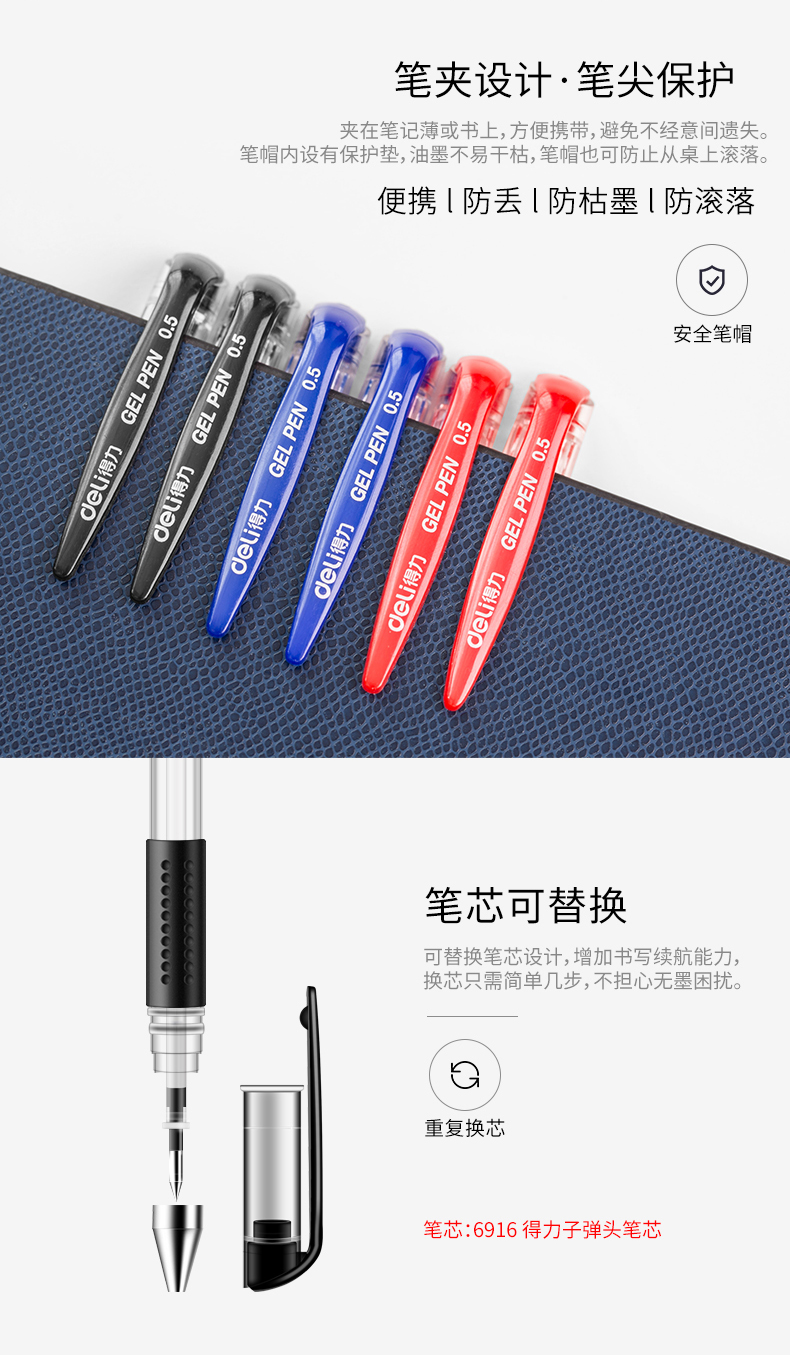 笔夹设计·笔尖保护
夹在笔记薄或书上,方便携带,避免不经意间遗失。
笔帽内设有保护垫,油墨不易干枯,笔帽也可防止从桌上滚落。
便携 l 防丢 l 防枯墨 l 防滚落
安全笔帽
deli得力 GEL PEN 0.5
deli得力 GEL PEN 0.5
deli得力 GEL PEN 0.5
deli得力 GEL PEN 0.5
deli得力 GEL PEN 0.5
deli得力 GEL PEN 0.5
笔芯可替换
可替换笔芯设计,增加书写续航能力,
换芯只需简单几步,不担心无墨困扰。
重复换芯
笔芯:6916 得力子弹头笔芯